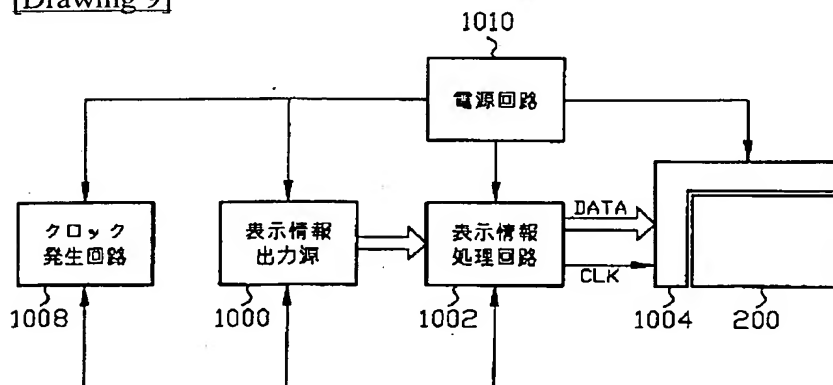 [Drawing 9]
1010
電源回路
クロック
発生回路
表示情報
出力源
表示情報
処理回路
DATA
CLK
1008
1000
1002
1004
200